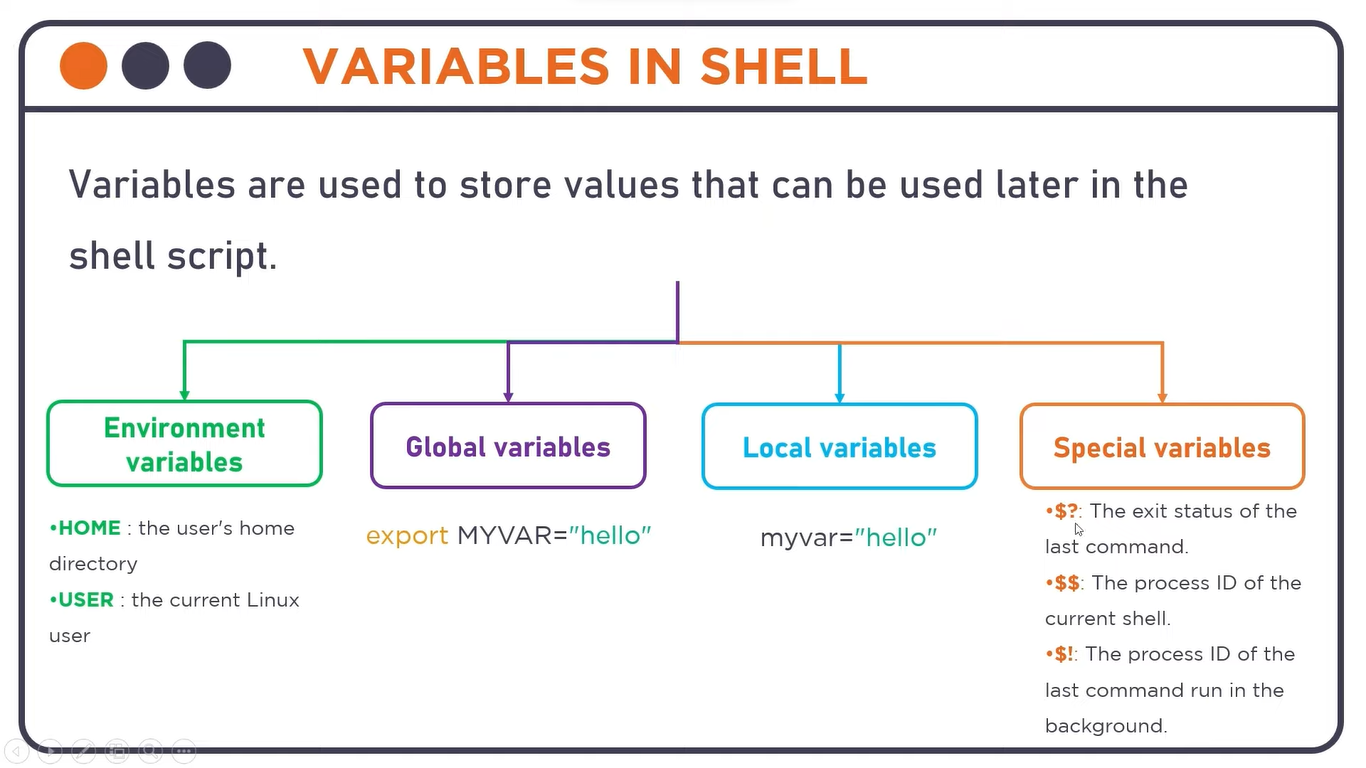 VARIABLES IN SHELL
Variables are used to store values that can be used later in the
shell script.
Environment
variables
•HOME : the user's home
directory
•USER : the current Linux
user
Global variables
export MYVAR="hello"
Local variables
myvar="hello"
Special variables
•$?: The exit status of the
last command.
•$$: The process ID of the
current shell.
•$!: The process ID of the
last command run in the
background.